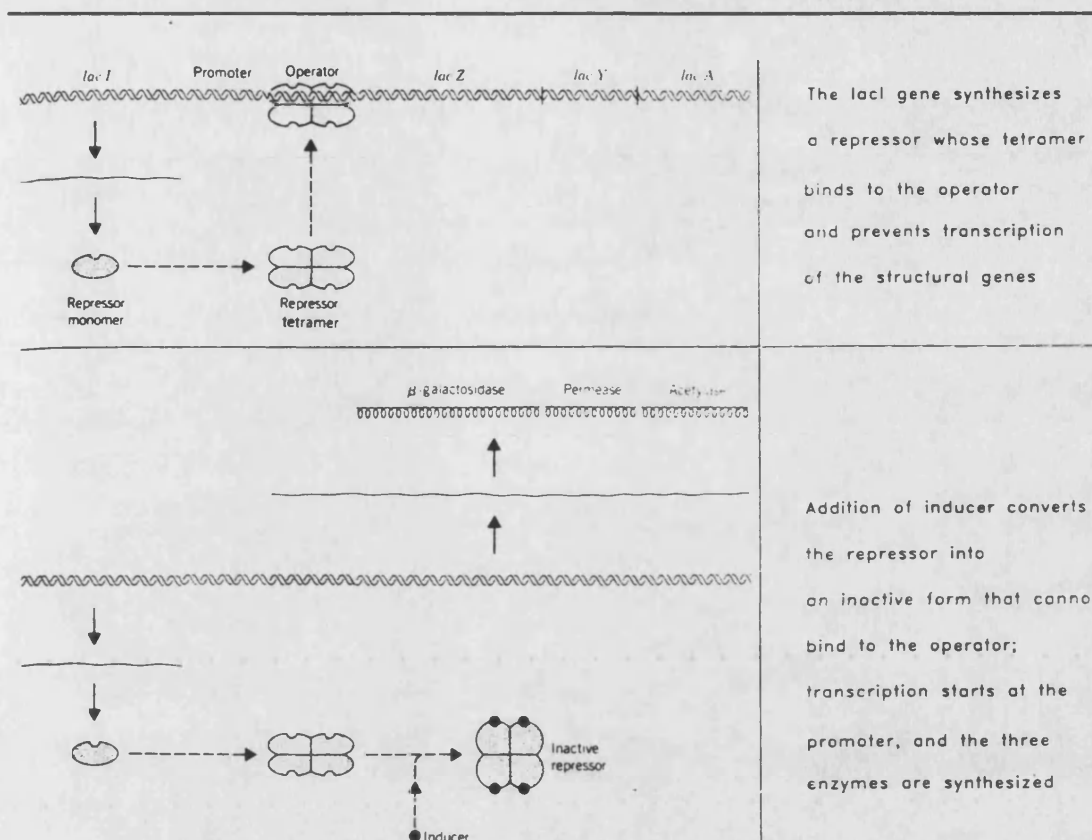 lac I Promoter Operator lac Z lac Y lac A
Repressor
monomer
Repressor
tetramer
The lacI gene synthesizes
a repressor whose tetramer
binds to the operator
and prevents transcription
of the structural genes
β-galactosidase Permease Acetylase
Inactive
repressor
Inducer
Addition of inducer converts
the repressor into
an inactive form that canno
bind to the operator;
transcription starts at the
promoter, and the three
enzymes are synthesized